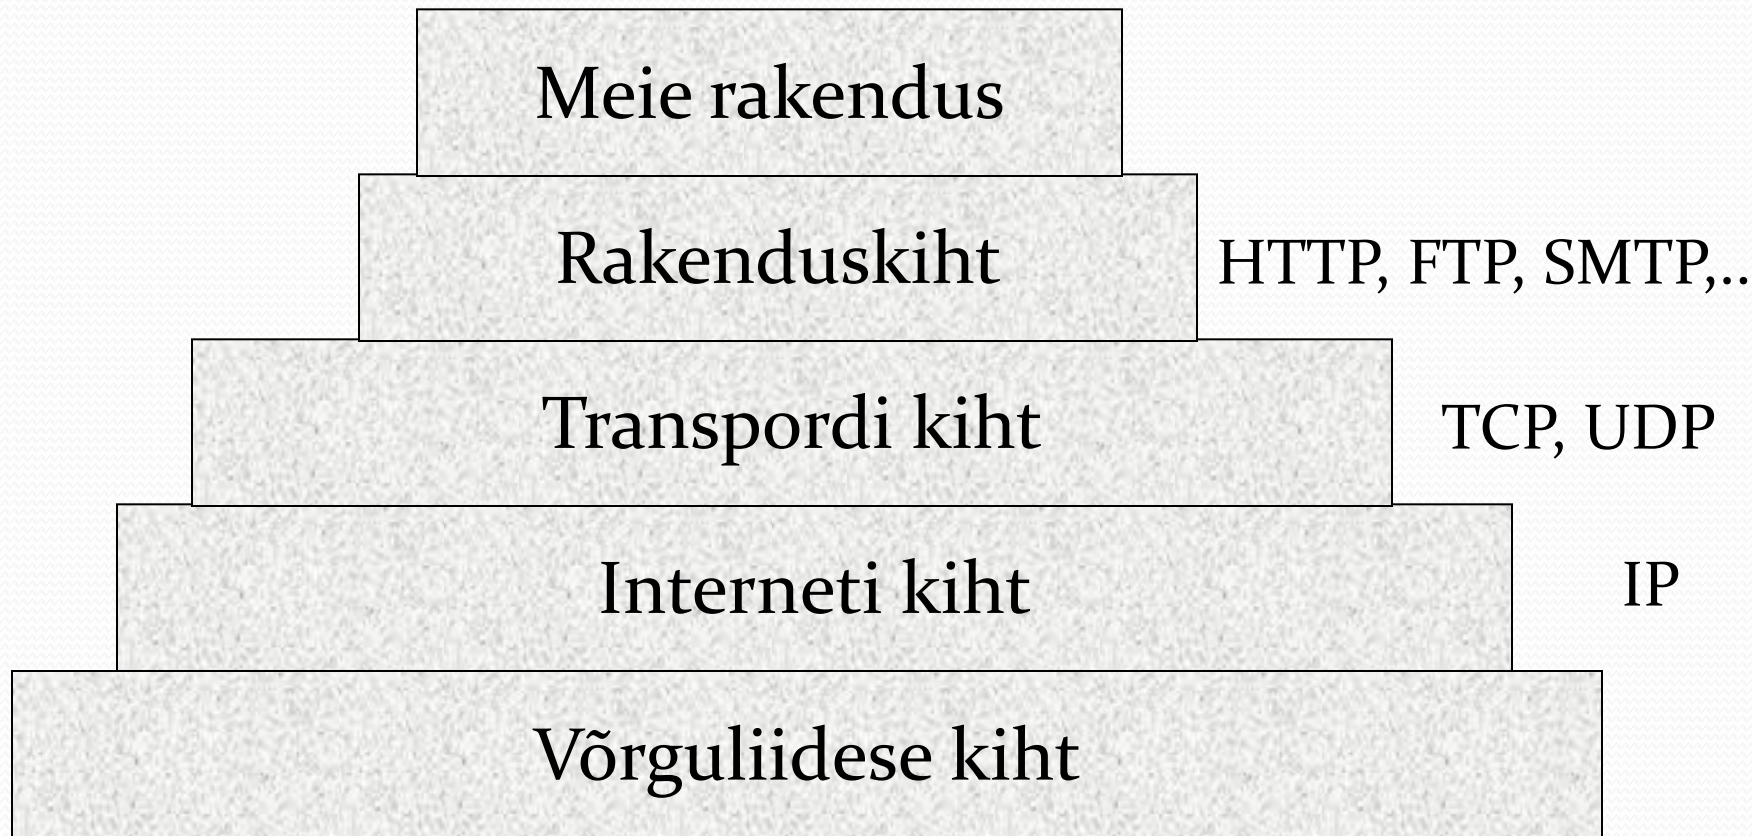 Meie rakendus
Rakenduskiht
HTTP, FTP, SMTP,..
Transpordi kiht
TCP, UDP
Interneti kiht
IP
Võrguliidese kiht